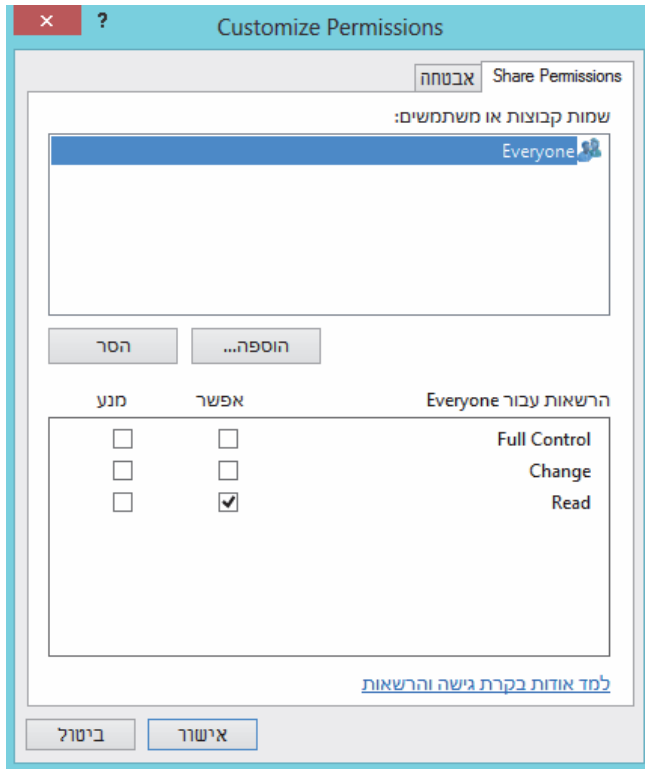 ? Customize Permissions
Share Permissions אבטחה
שמות קבוצות או משתמשים:
Everyone
הוספה... הסר
הרשאות עבור Everyone אפשר מנע
Full Control
Change
Read
למד אודות בקרת גישה והרשאות
אישור ביטול